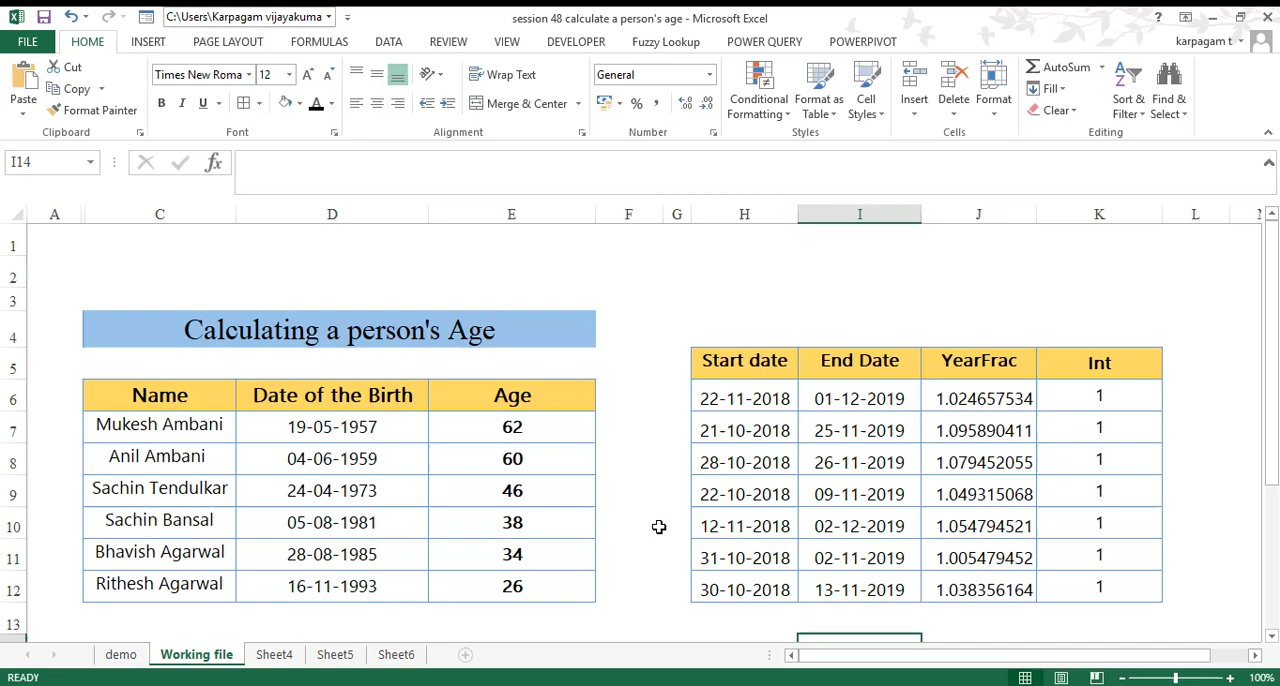 C:\Users\Karpagam vijayakuma
session 48 calculate a person's age - Microsoft Excel
?
FILE HOME INSERT PAGE LAYOUT FORMULAS DATA REVIEW VIEW DEVELOPER Fuzzy Lookup POWER QUERY POWERPIVOT karpagam t
Paste
Cut
Copy
Format Painter
Clipboard
Times New Roma 12 A A
B I U A
Font
Wrap Text
Merge & Center
Alignment
General
% ,
Number
Conditional Formatting
Format as Table
Cell Styles
Styles
Insert Delete Format
Cells
AutoSum
Fill
Clear
Sort & Filter
Find & Select
Editing
I14 fx
A C D E F G H I J K L
1
2
3
4 Calculating a person's Age
5 Start date End Date YearFrac Int
Name Date of the Birth Age
6 22-11-2018 01-12-2019 1.024657534 1
7 Mukesh Ambani 19-05-1957 62 21-10-2018 25-11-2019 1.095890411 1
8 Anil Ambani 04-06-1959 60 28-10-2018 26-11-2019 1.079452055 1
9 Sachin Tendulkar 24-04-1973 46 22-10-2018 09-11-2019 1.049315068 1
10 Sachin Bansal 05-08-1981 38 12-11-2018 02-12-2019 1.054794521 1
11 Bhavish Agarwal 28-08-1985 34 31-10-2018 02-11-2019 1.005479452 1
12 Rithesh Agarwal 16-11-1993 26 30-10-2018 13-11-2019 1.038356164 1
13
demo Working file Sheet4 Sheet5 Sheet6
READY 100%